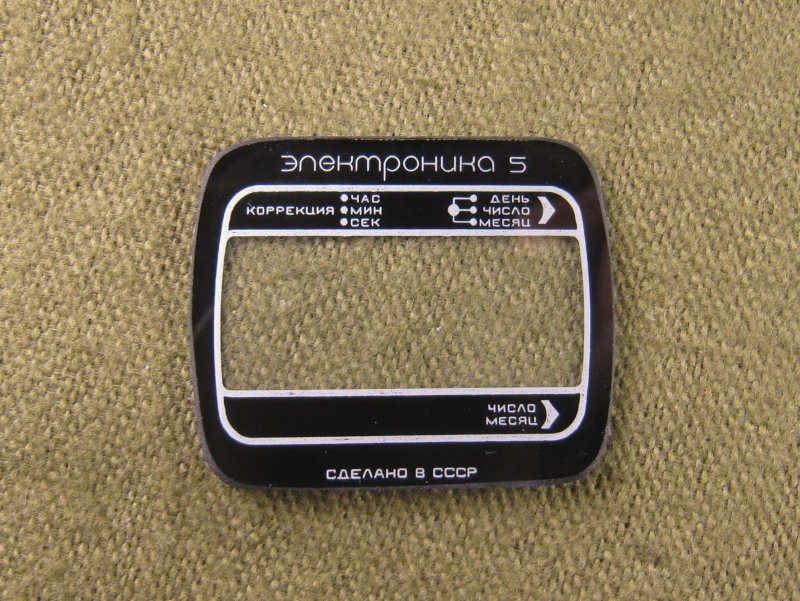 электроника 5
ЧАС
КОРРЕКЦИЯ МИН
СЕК
ДЕНЬ
ЧИСЛО
МЕСЯЦ
ЧИСЛО
МЕСЯЦ
СДЕЛАНО В СССР